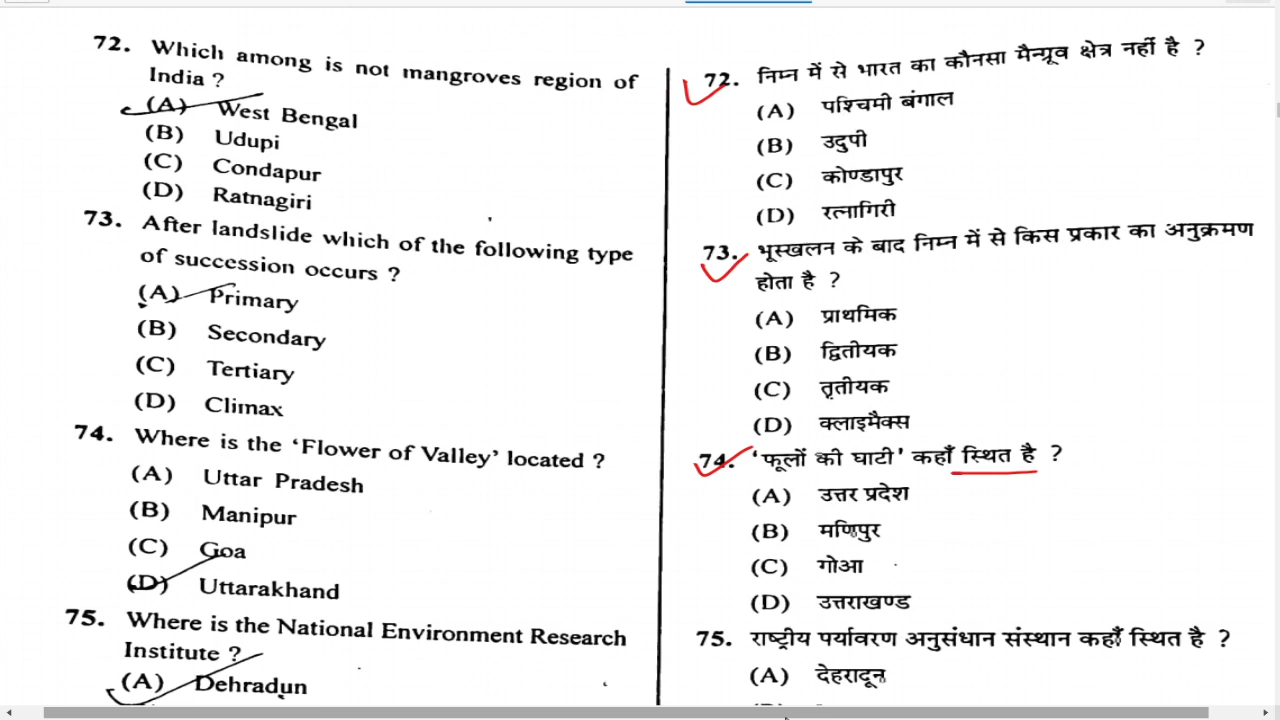 72. Which among is not mangroves region of
India ?
(A) West Bengal
(B) Udupi
(C) Condapur
(D) Ratnagiri
73. After landslide which of the following type
of succession occurs ?
(A) Primary
(B) Secondary
(C) Tertiary
(D) Climax
74. Where is the ‘Flower of Valley’ located ?
(A) Uttar Pradesh
(B) Manipur
(C) Goa
(D) Uttarakhand
75. Where is the National Environment Research
Institute ?
(A) Dehradun
72. निम्न में से भारत का कौनसा मैन्ग्रूव क्षेत्र नहीं है ?
(A) पश्चिमी बंगाल
(B) उदुपी
(C) कोण्डापुर
(D) रत्नागिरी
73. भूस्खलन के बाद निम्न में से किस प्रकार का अनुक्रमण
होता है ?
(A) प्राथमिक
(B) द्वितीयक
(C) तृतीयक
(D) क्लाइमैक्स
74. ‘फूलों की घाटी’ कहाँ स्थित है ?
(A) उत्तर प्रदेश
(B) मणिपुर
(C) गोआ
(D) उत्तराखण्ड
75. राष्ट्रीय पर्यावरण अनुसंधान संस्थान कहाँ स्थित है ?
(A) देहरादून